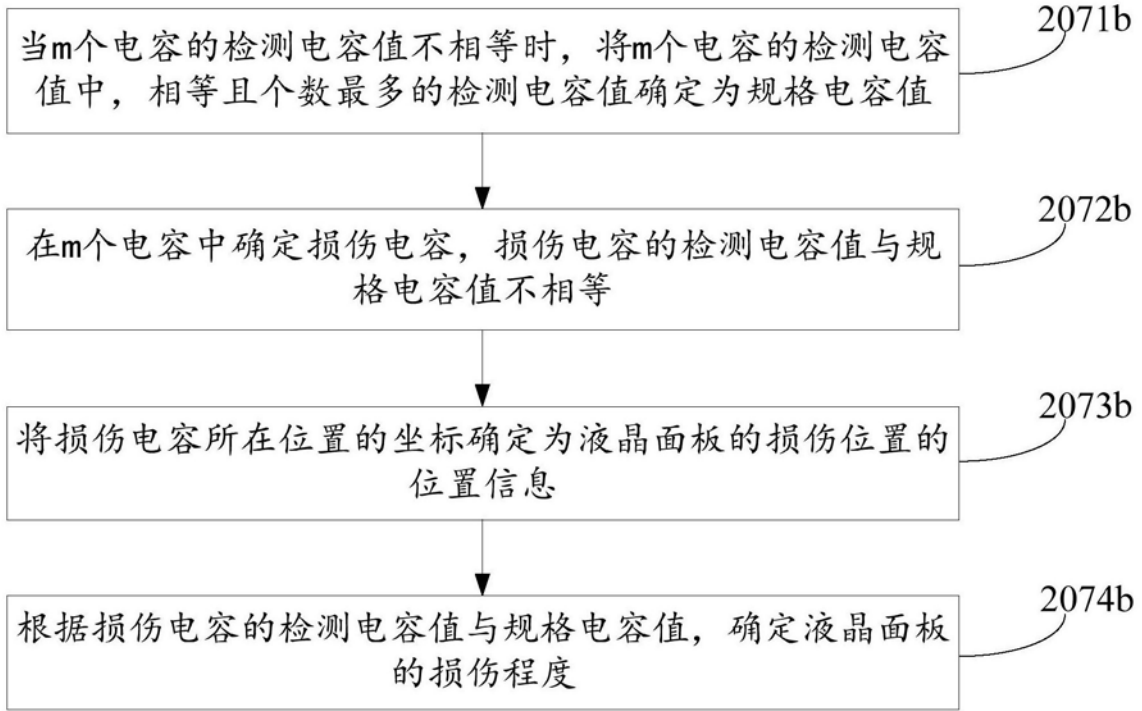 2071b
当m个电容的检测电容值不相等时，将m个电容的检测电容
值中，相等且个数最多的检测电容值确定为规格电容值
2072b
在m个电容中确定损伤电容，损伤电容的检测电容值与规
格电容值不相等
2073b
将损伤电容所在位置的坐标确定为液晶面板的损伤位置的
位置信息
2074b
根据损伤电容的检测电容值与规格电容值，确定液晶面板
的损伤程度